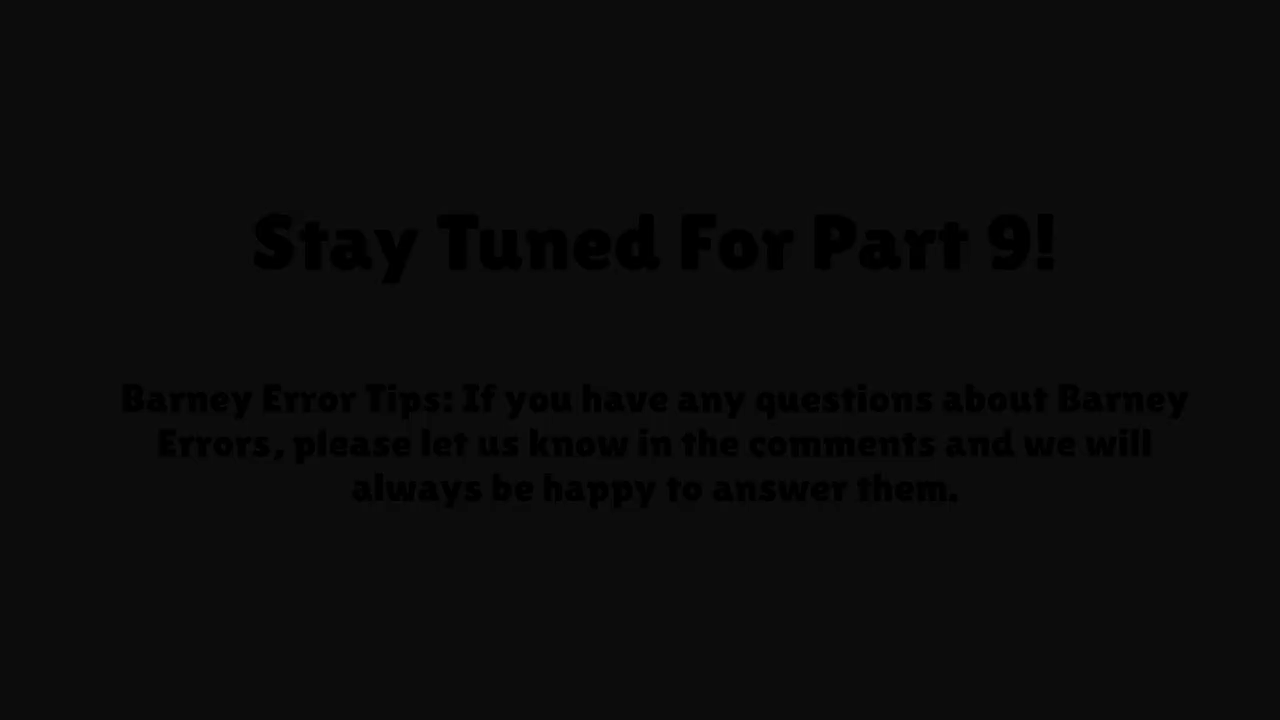 Stay Tuned For Part 9!
Barney Error Tips: If you have any questions about Barney
Errors, please let us know in the comments and we will
always be happy to answer them.